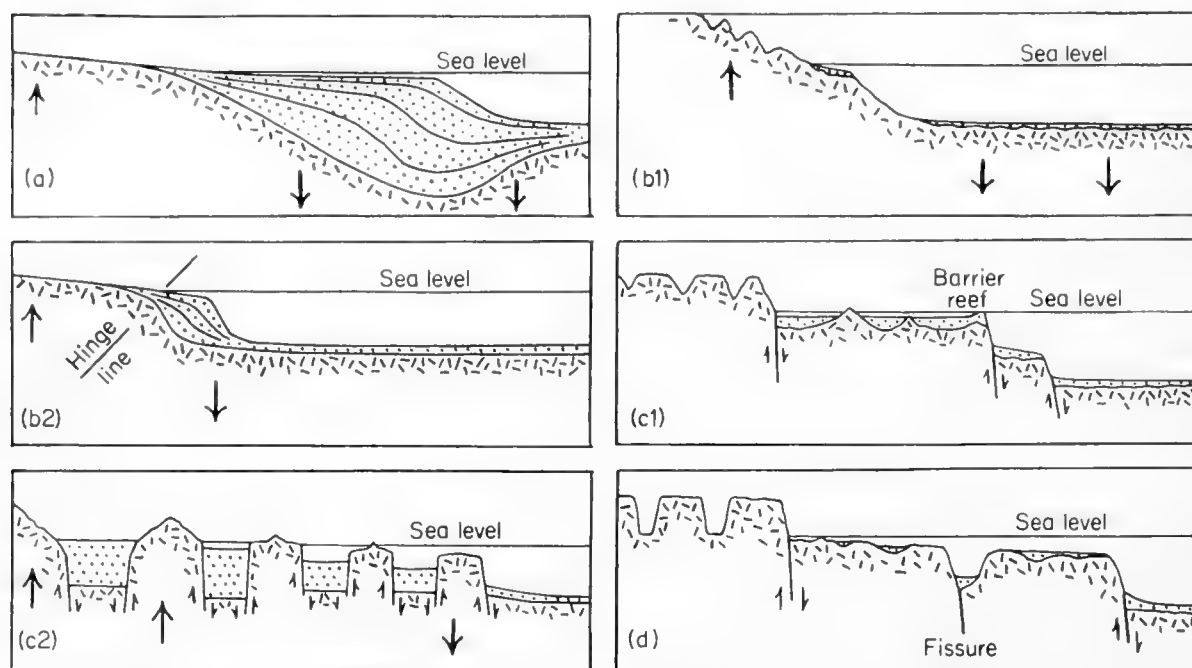 Sea level
(a)
Sea level
(b1)
Sea level
Hinge
line
(b2)
Barrier
reef
Sea level
(c1)
Sea level
(c2)
Sea level
(d)
Fissure